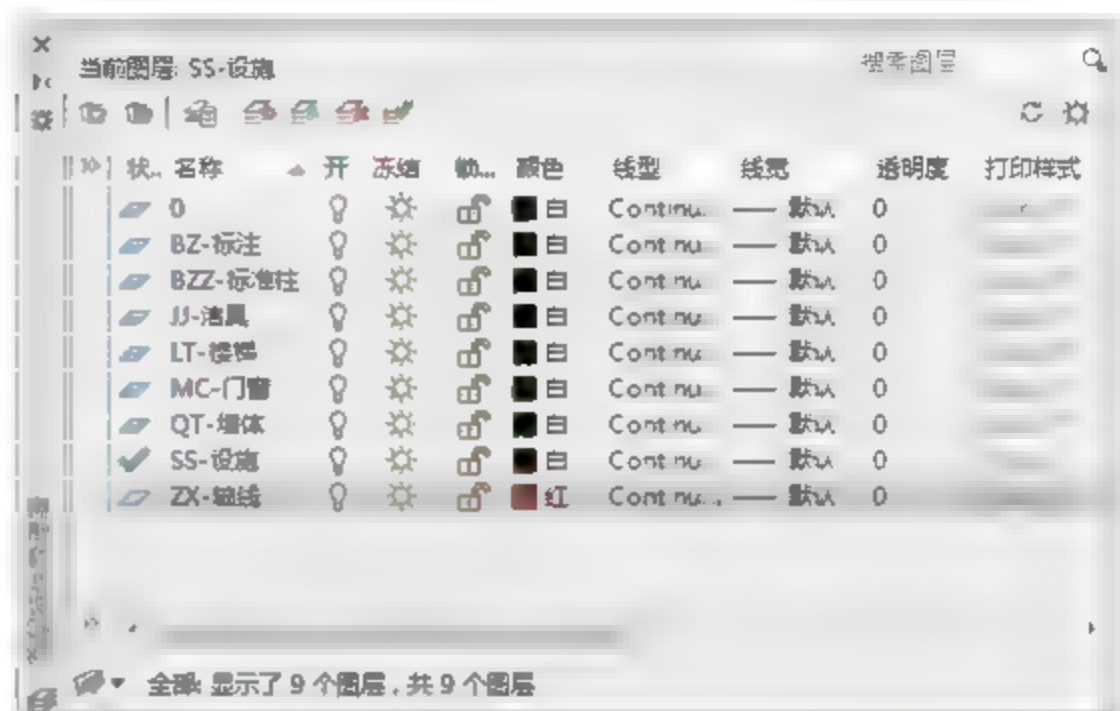 当前图层: SS-设施
搜索图层
状.. 名称 开 冻结 锁... 颜色 线型 线宽 透明度 打印样式
0 白 Continu... 默认 0
BZ-标注 白 Continu... 默认 0
BZZ-标准柱 白 Continu... 默认 0
JJ-洁具 白 Continu... 默认 0
LT-楼梯 白 Continu... 默认 0
MC-门窗 白 Continu... 默认 0
QT-墙体 白 Continu... 默认 0
SS-设施 白 Continu... 默认 0
ZX-轴线 红 Continu... 默认 0
全部: 显示了 9 个图层，共 9 个图层